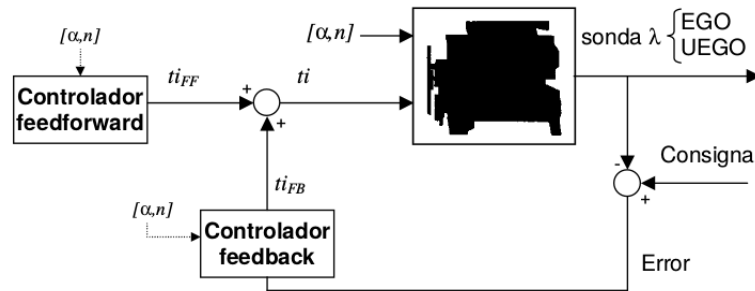 [α,n]
Controlador
feedforward
ti_FF
+
+
ti
[α,n]
sonda λ { EGO
UEGO
ti_FB
[α,n]
Controlador
feedback
-
+
Consigna
Error